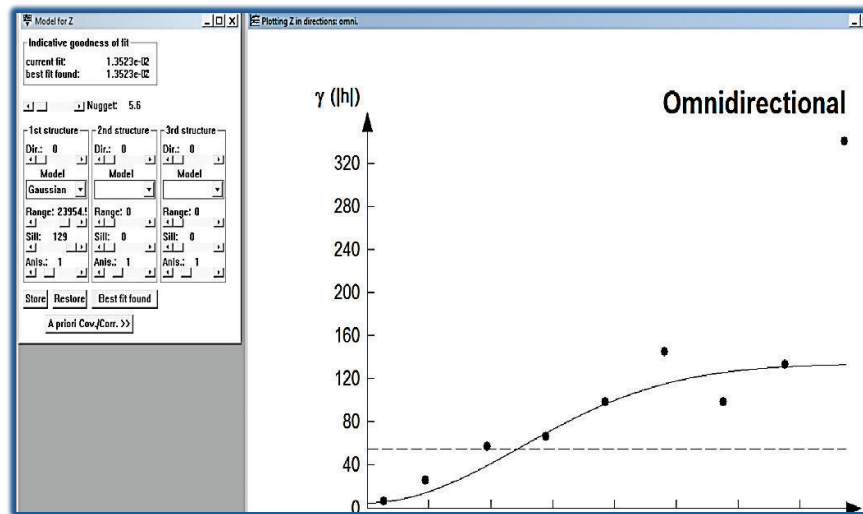 Model for Z
Indicative goodness of fit
current fit: 1.3523e-02
best fit found: 1.3523e-02
Nugget: 5.6
1st structure 2nd structure 3rd structure
Dir.: 0 Dir.: 0 Dir.: 0
Model Model Model
Gaussian
Range: 23954.5 Range: 0 Range: 0
Sill: 129 Sill: 0 Sill: 0
Anis.: 1 Anis.: 1 Anis.: 1
Store Restore Best fit found
A priori Cov./Corr. >>
Plotting Z in directions: omni.
γ (|h|)
Omnidirectional
320
280
240
200
160
120
80
40
0